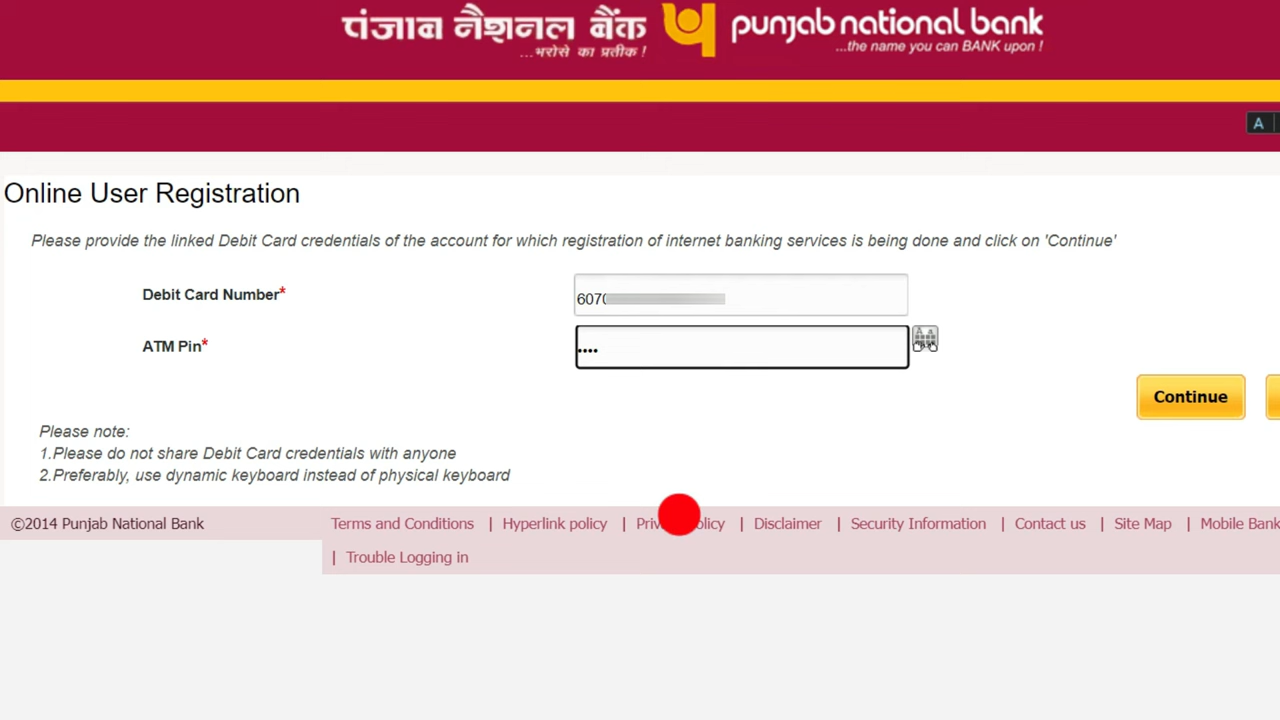 पंजाब नैशनल बैंक punjab national bank
...भरोसे का प्रतीक ! ...the name you can BANK upon !
A
Online User Registration
Please provide the linked Debit Card credentials of the account for which registration of internet banking services is being done and click on 'Continue'
Debit Card Number* 607
ATM Pin* ••••
Continue
Please note:
1.Please do not share Debit Card credentials with anyone
2.Preferably, use dynamic keyboard instead of physical keyboard
©2014 Punjab National Bank Terms and Conditions | Hyperlink policy | | Disclaimer | Security Information | Contact us | Site Map | Mobile Bank
| Trouble Logging in